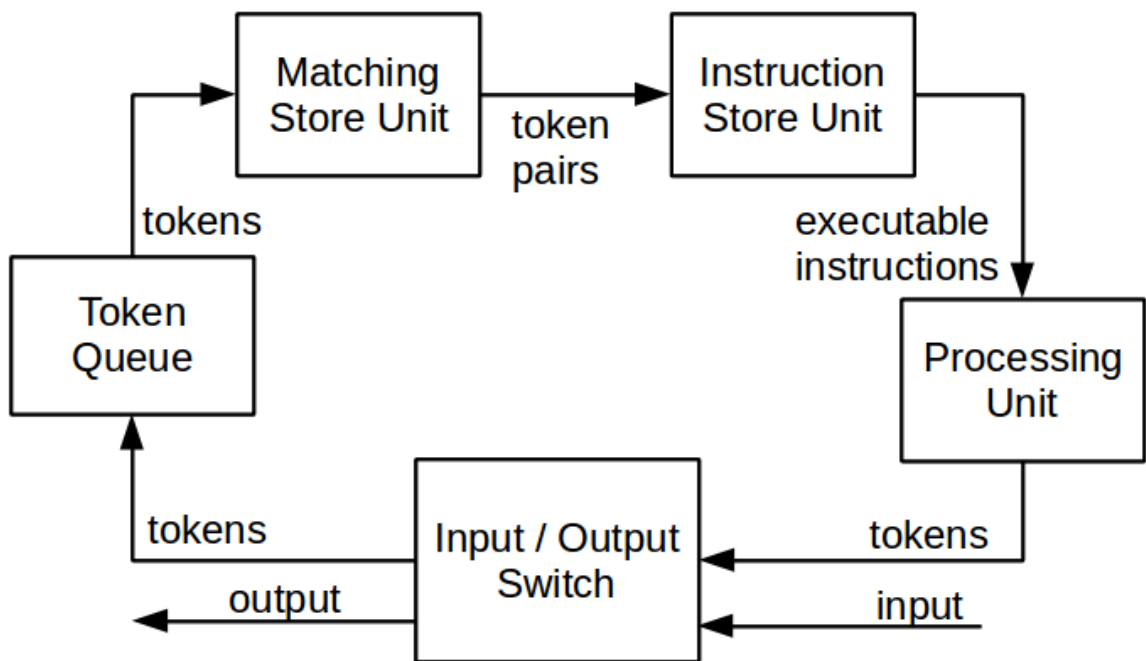 Matching
Store Unit
token
pairs
Instruction
Store Unit
tokens
executable
instructions
Token
Queue
Processing
Unit
tokens
Input / Output
Switch
tokens
output
input